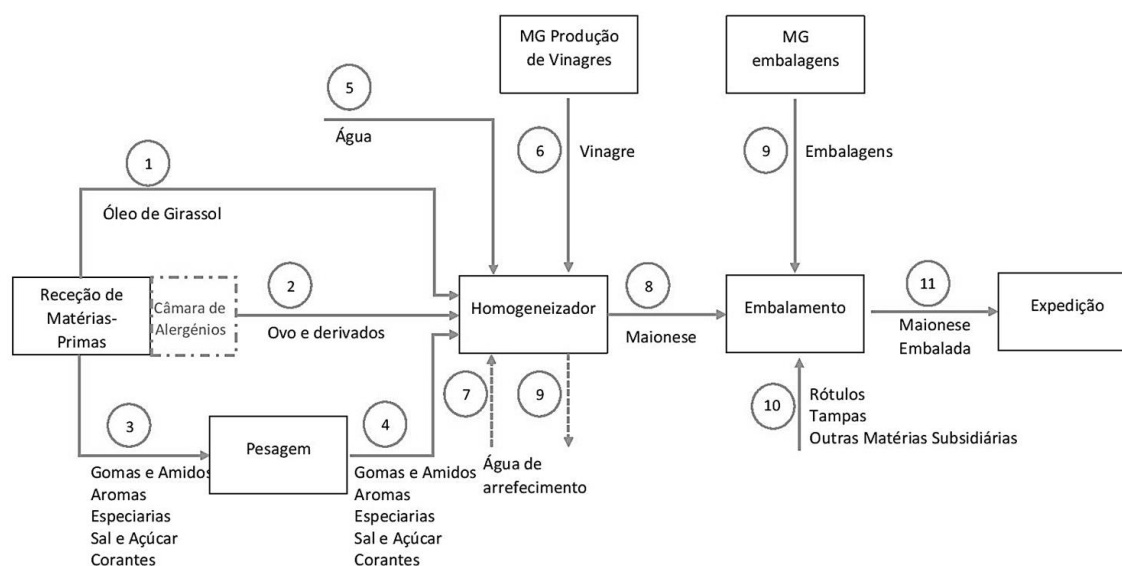 MG Produção
de Vinagres
MG
embalagens
5
Água
6
Vinagre
9
Embalagens
1
Óleo de Girassol
Receção de
Matérias-
Primas
Câmara de
Alergénios
2
Ovo e derivados
Homogeneizador
8
Maionese
Embalamento
11
Maionese
Embalada
Expedição
3
Gomas e Amidos
Aromas
Especiarias
Sal e Açúcar
Corantes
Pesagem
4
Gomas e Amidos
Aromas
Especiarias
Sal e Açúcar
Corantes
7
Água de
arrefecimento
9
10
Rótulos
Tampas
Outras Matérias Subsidiárias